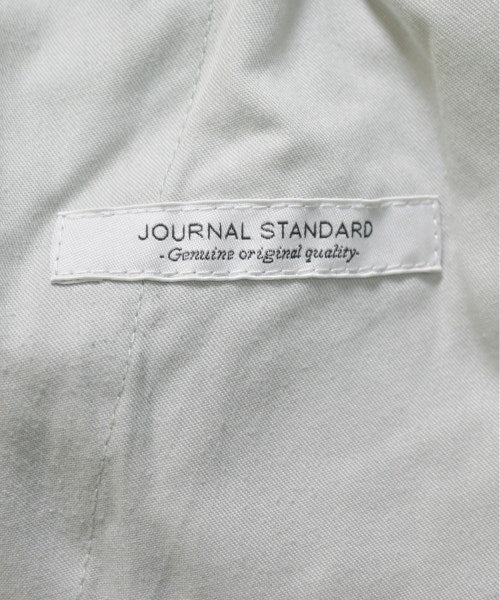 JOURNAL STANDARD
- Genuine original quality-